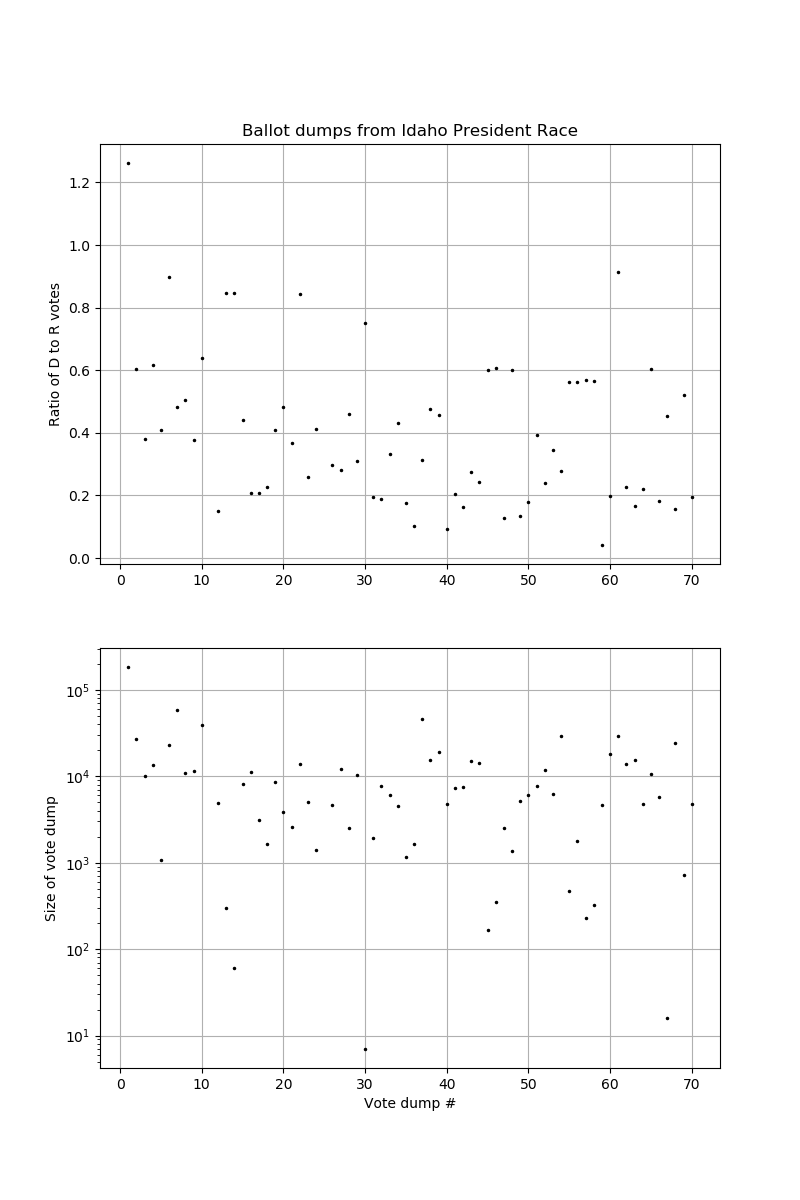 Ballot dumps from Idaho President Race
Ratio of D to R votes
1.2
1.0
0.8
0.6
0.4
0.2
0.0
0 10 20 30 40 50 60 70
Size of vote dump
10⁵
10⁴
10³
10²
10¹
0 10 20 30 40 50 60 70
Vote dump #